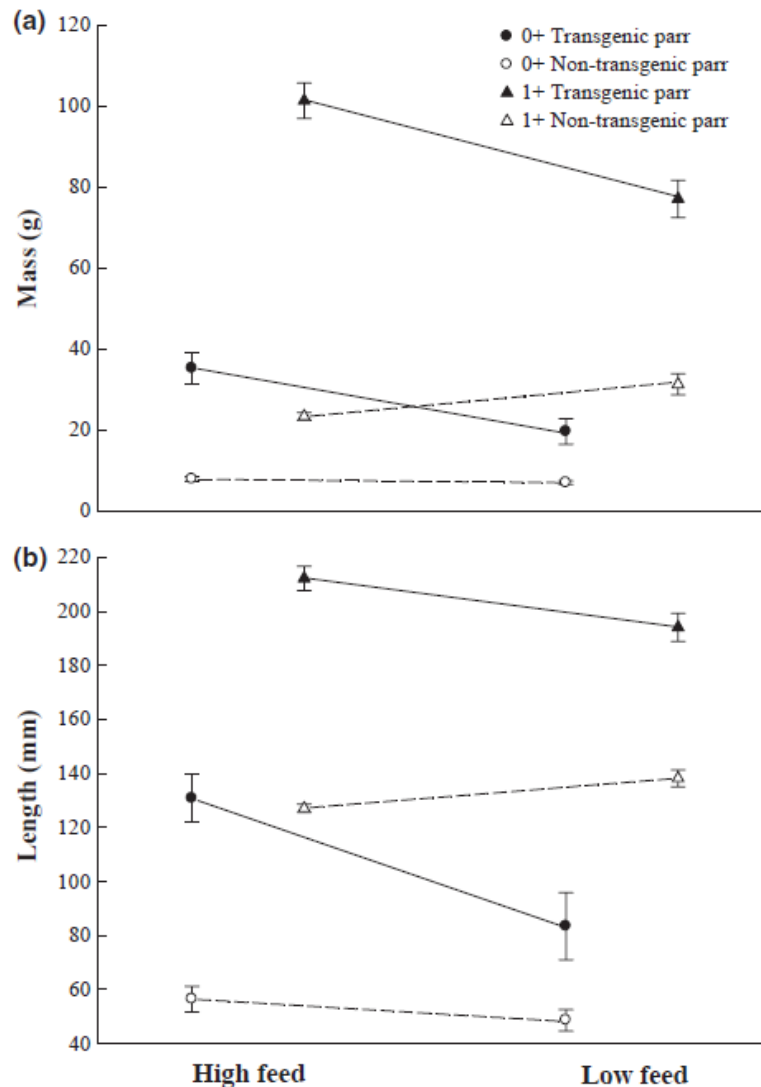 (a)
120
100
80
60
40
20
0
Mass (g)
0+ Transgenic parr
0+ Non-transgenic parr
1+ Transgenic parr
1+ Non-transgenic parr
(b)
220
200
180
160
140
120
100
80
60
40
Length (mm)
High feed Low feed